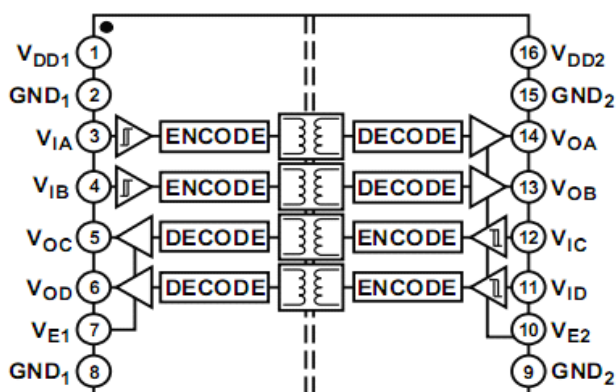 VDD1 1 16 VDD2
GND1 2 15 GND2
VIA 3 ENCODE DECODE 14 VOA
VIB 4 ENCODE DECODE 13 VOB
VOC 5 DECODE ENCODE 12 VIC
VOD 6 DECODE ENCODE 11 VID
VE1 7 10 VE2
GND1 8 9 GND2